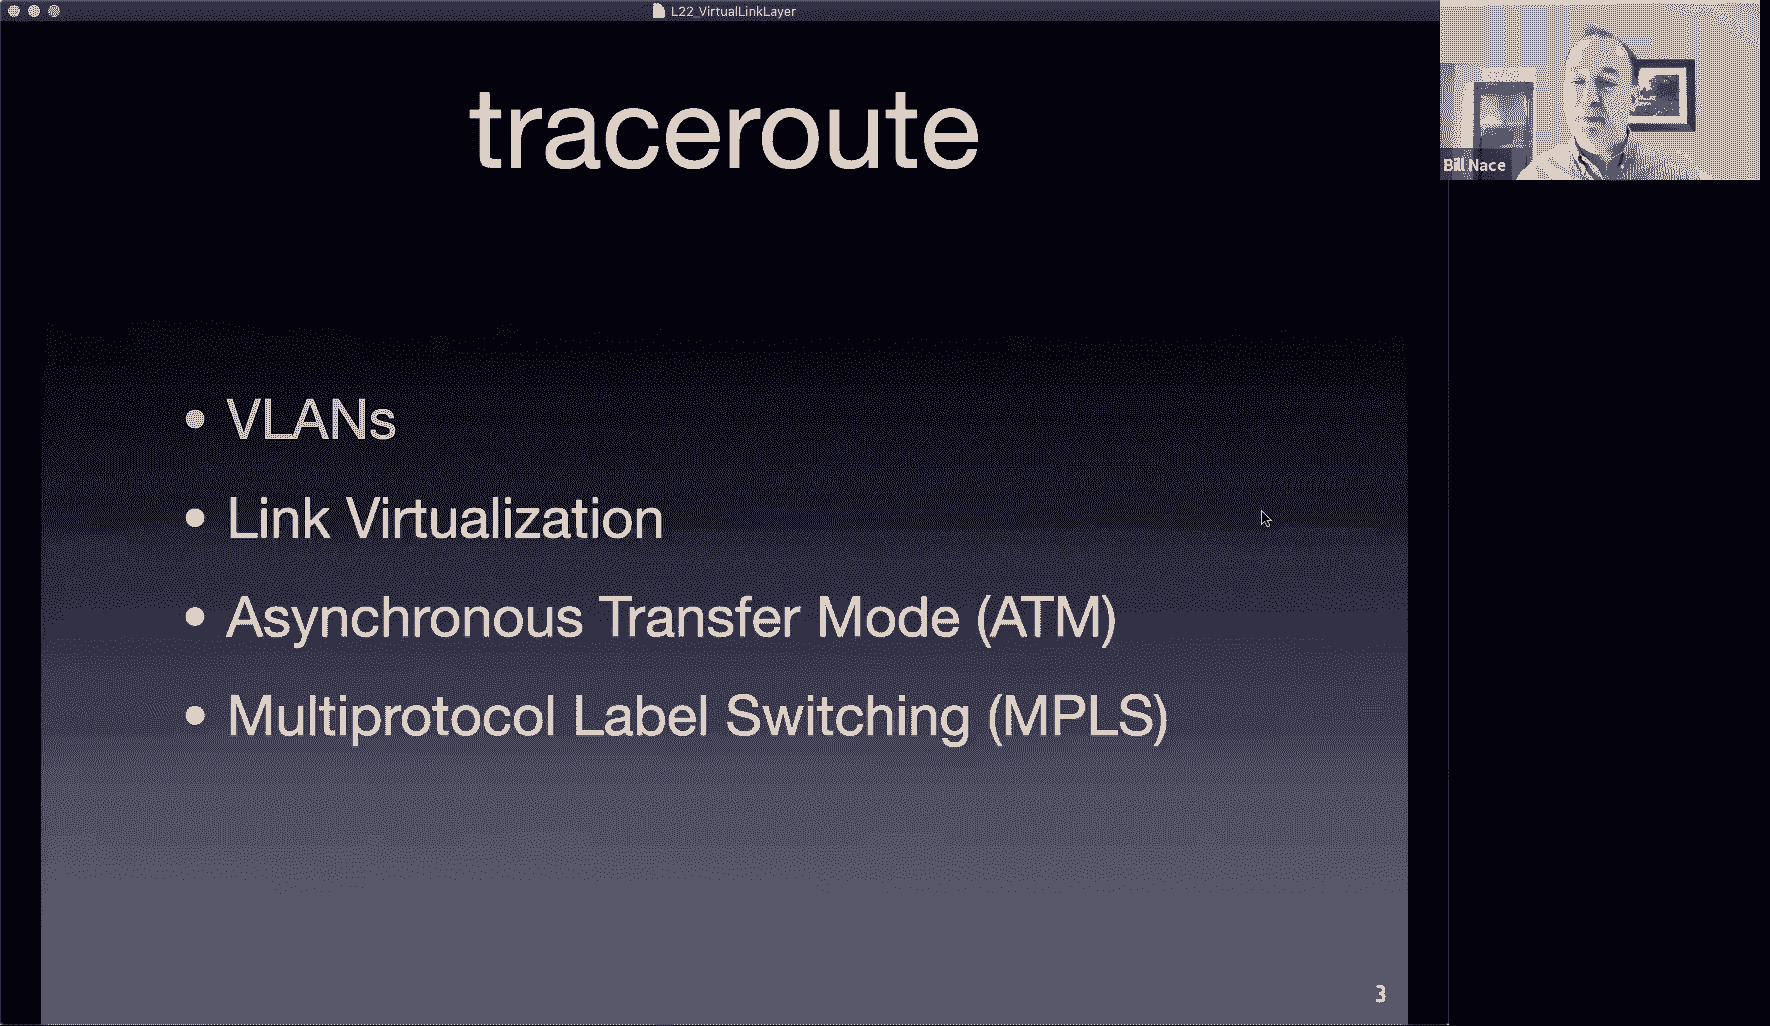 L22_VirtualLinkLayer
traceroute
Bill Nace
• VLANs
• Link Virtualization
• Asynchronous Transfer Mode (ATM)
• Multiprotocol Label Switching (MPLS)
3